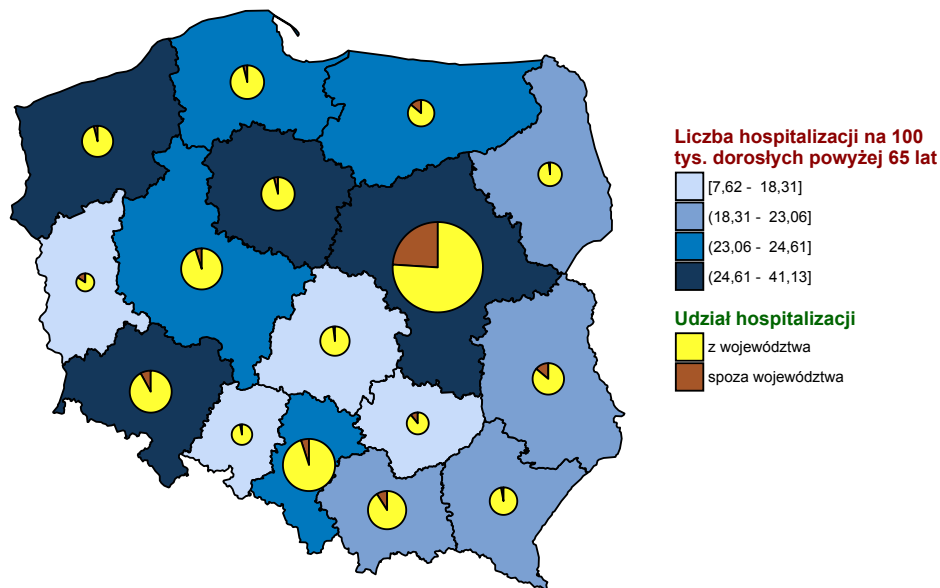 Liczba hospitalizacji na 100
tys. dorosłych powyżej 65 lat
[7,62 - 18,31]
(18,31 - 23,06]
(23,06 - 24,61]
(24,61 - 41,13]
Udział hospitalizacji
z województwa
spoza województwa